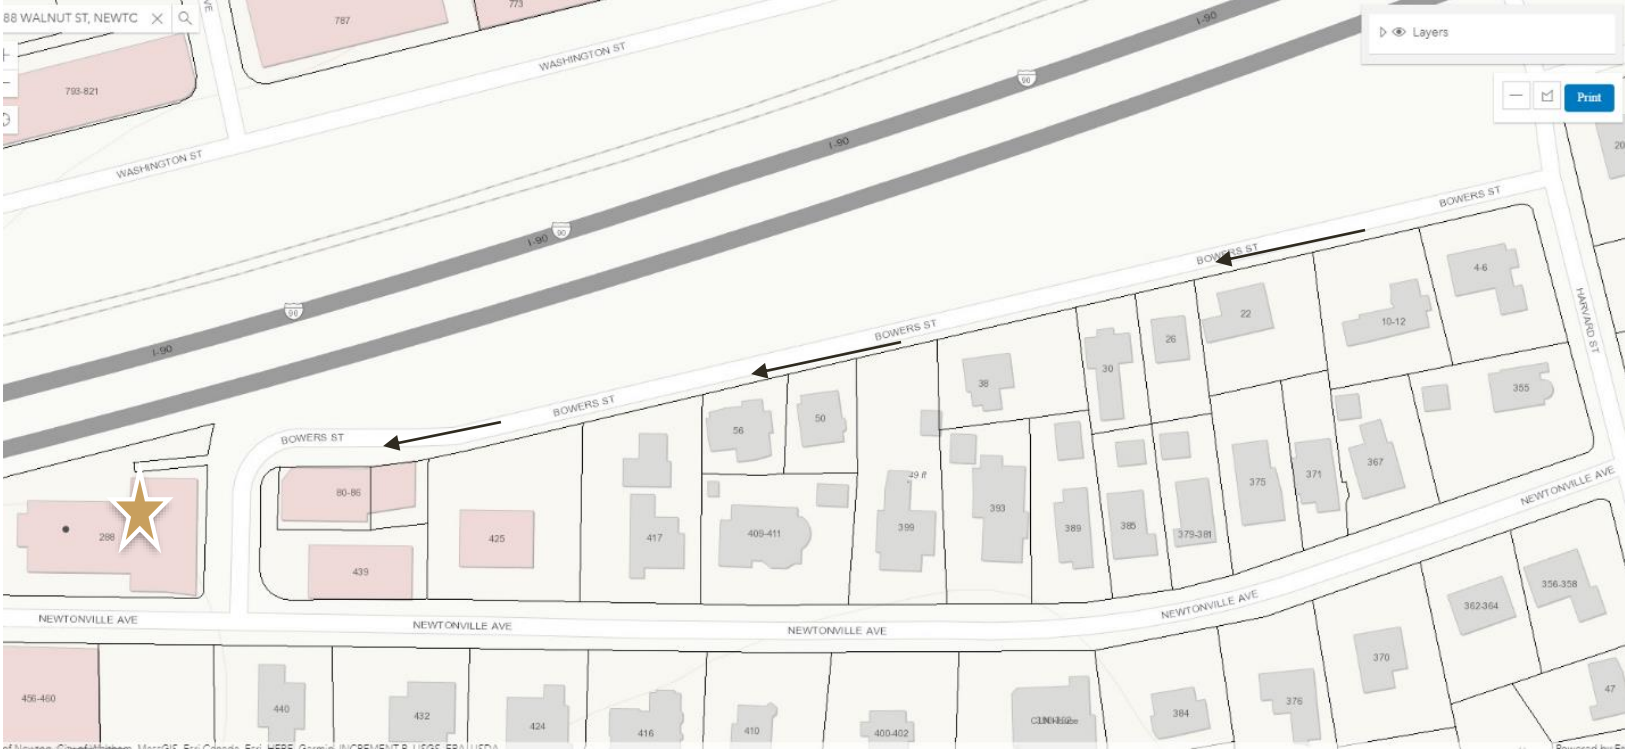 88 WALNUT ST, NEWTC
Layers
Print
787
773
793-821
WASHINGTON ST
WASHINGTON ST
I-90
90
I-90
90
I-90
90
I-90
BOWERS ST
BOWERS ST
BOWERS ST
BOWERS ST
BOWERS ST
HARVARD ST
20
4-6
10-12
22
26
30
38
50
56
355
367
371
375
379-381
385
389
393
399
409-411
417
425
439
80-86
288
NEWTONVILLE AVE
NEWTONVILLE AVE
NEWTONVILLE AVE
NEWTONVILLE AVE
NEWTONVILLE AVE
356-358
362-364
370
376
384
400-402
410
416
424
432
440
456-460
47